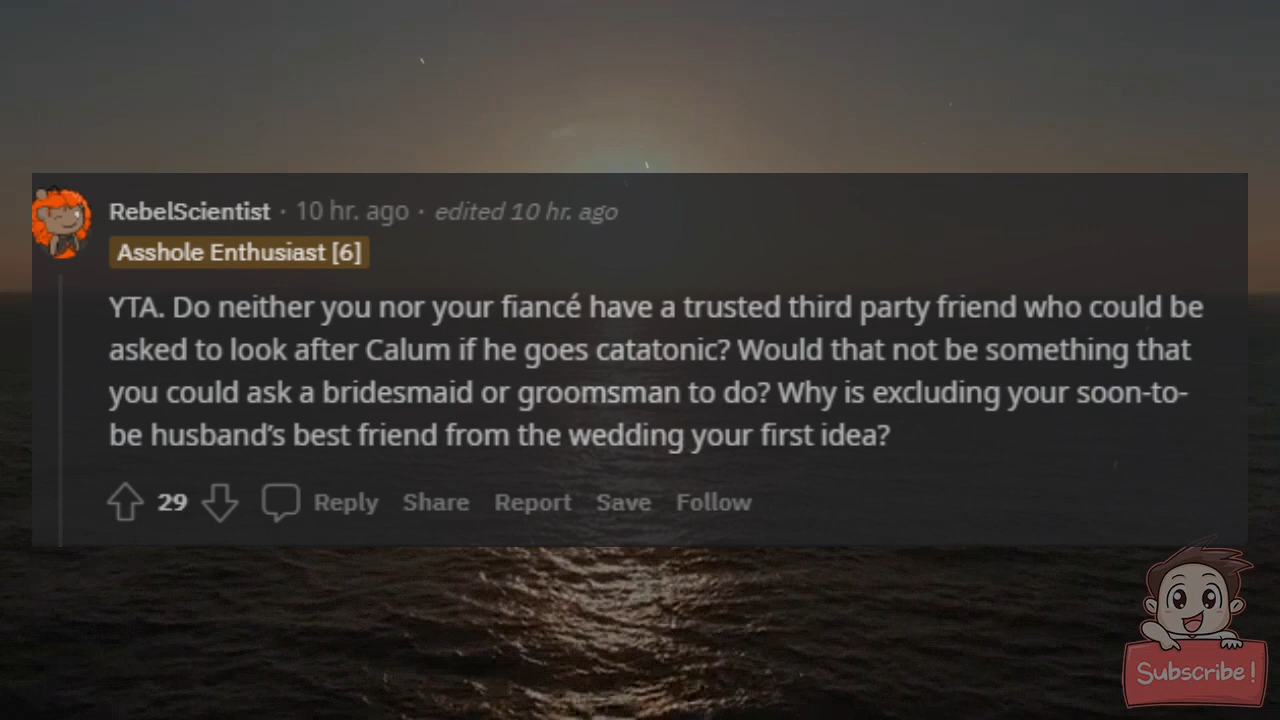 RebelScientist · 10 hr. ago · edited 10 hr. ago
Asshole Enthusiast [6]
YTA. Do neither you nor your fiancé have a trusted third party friend who could be
asked to look after Calum if he goes catatonic? Would that not be something that
you could ask a bridesmaid or groomsman to do? Why is excluding your soon-to-
be husband’s best friend from the wedding your first idea?
29 Reply Share Report Save Follow
Subscribe!